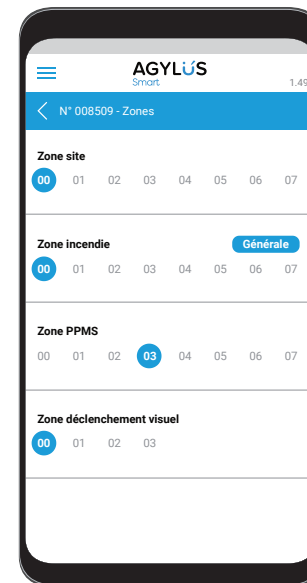 AGYLÚS
Smart
1.49
N° 008509 - Zones
Zone site
00 01 02 03 04 05 06 07
Zone incendie Générale
00 01 02 03 04 05 06 07
Zone PPMS
00 01 02 03 04 05 06 07
Zone déclenchement visuel
00 01 02 03